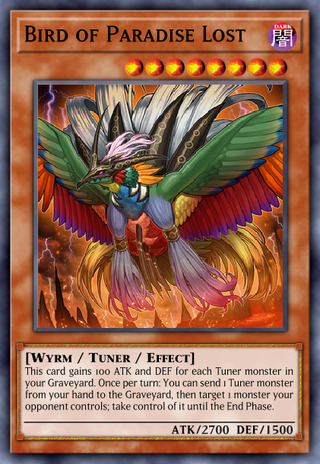 Bird of Paradise Lost
DARK
闇
[Wyrm / Tuner / Effect]
This card gains 100 ATK and DEF for each Tuner monster in
your Graveyard. Once per turn: You can send 1 Tuner monster
from your hand to the Graveyard, then target 1 monster your
opponent controls; take control of it until the End Phase.
ATK/2700 DEF/1500